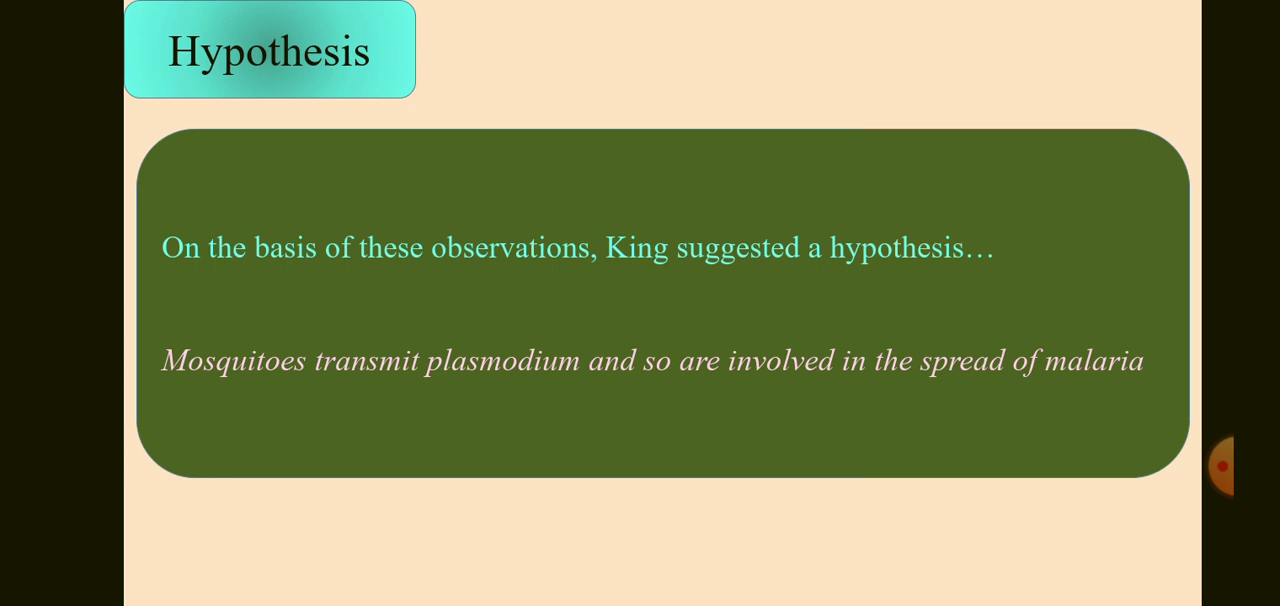 Hypothesis
On the basis of these observations, King suggested a hypothesis…
Mosquitoes transmit plasmodium and so are involved in the spread of malaria